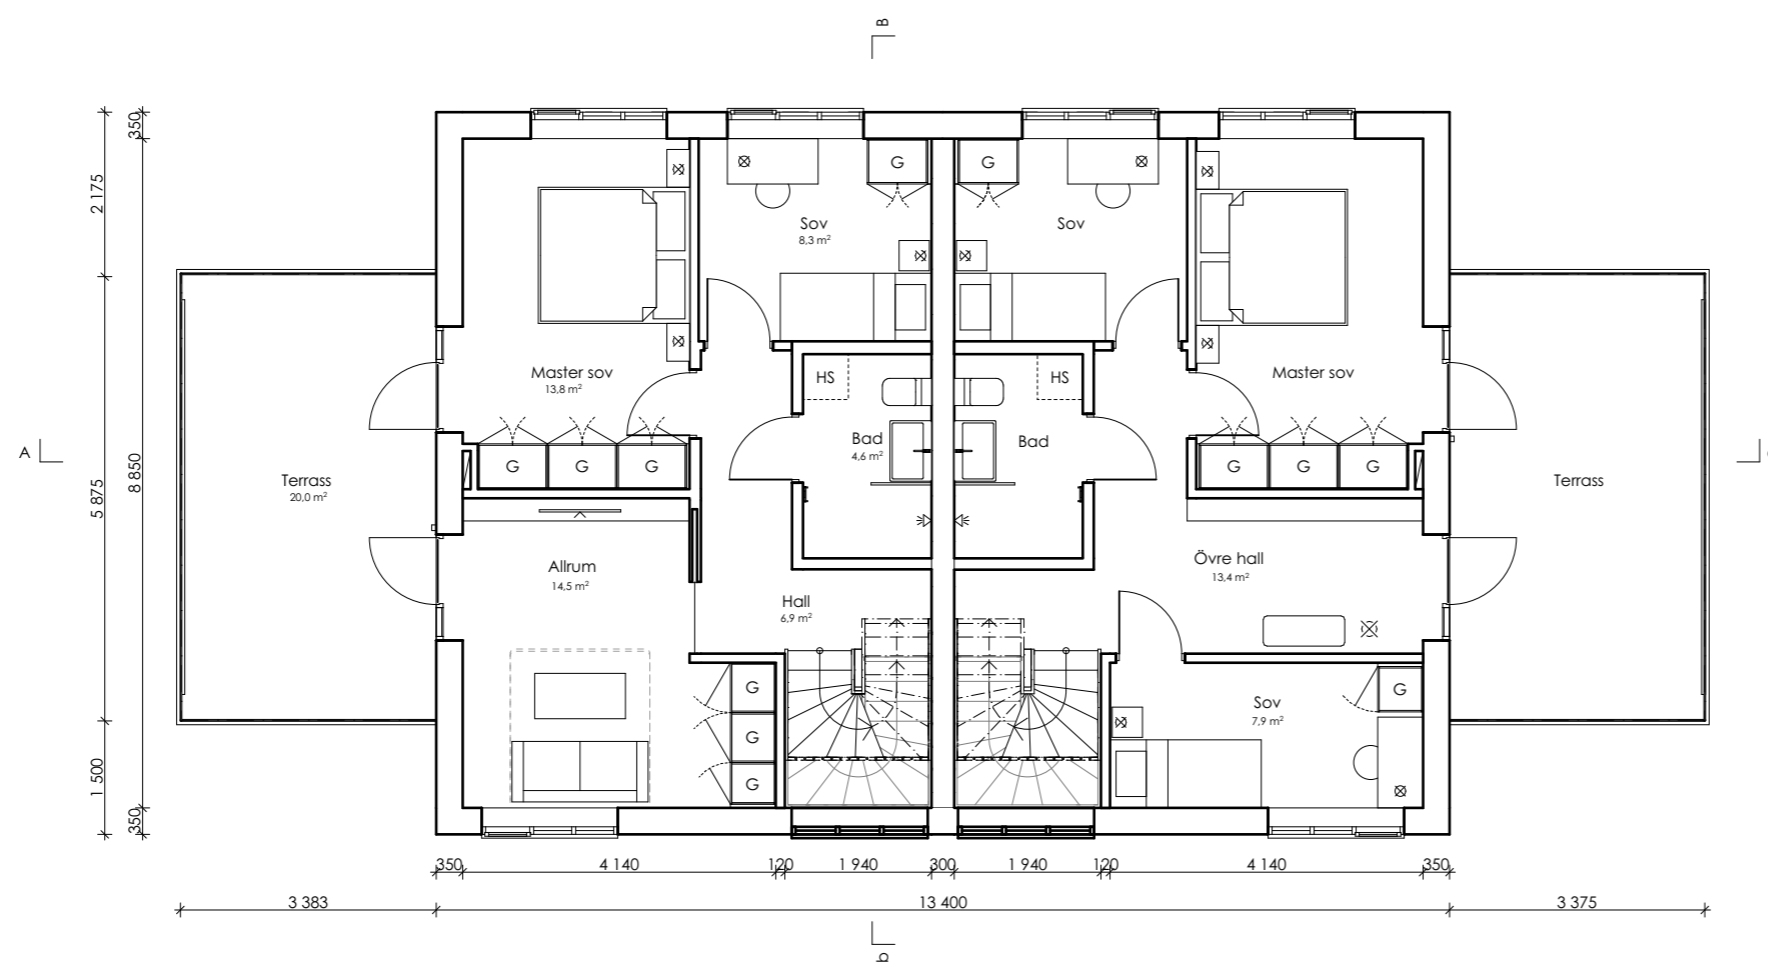 B
350
2 175
G
G
Sov
8,3 m²
Sov
HS
HS
Master sov
13,8 m²
Master sov
A
8 850
5 875
Bad
4,6 m²
Bad
G
G
G
G
G
G
Terrass
20,0 m²
Terrass
Allrum
14,5 m²
Övre hall
13,4 m²
Hall
6,9 m²
G
G
G
G
Sov
7,9 m²
1 500
350
350
4 140
120
1 940
300
1 940
120
4 140
350
3 383
13 400
3 375